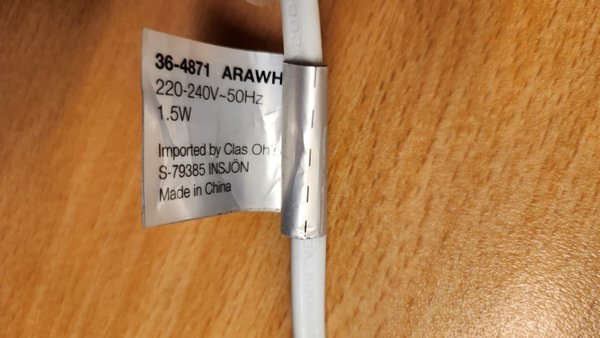 36-4871 ARAWH
220-240V~50Hz
1.5W
Imported by Clas Oh
S-79385 INSJÖN
Made in China